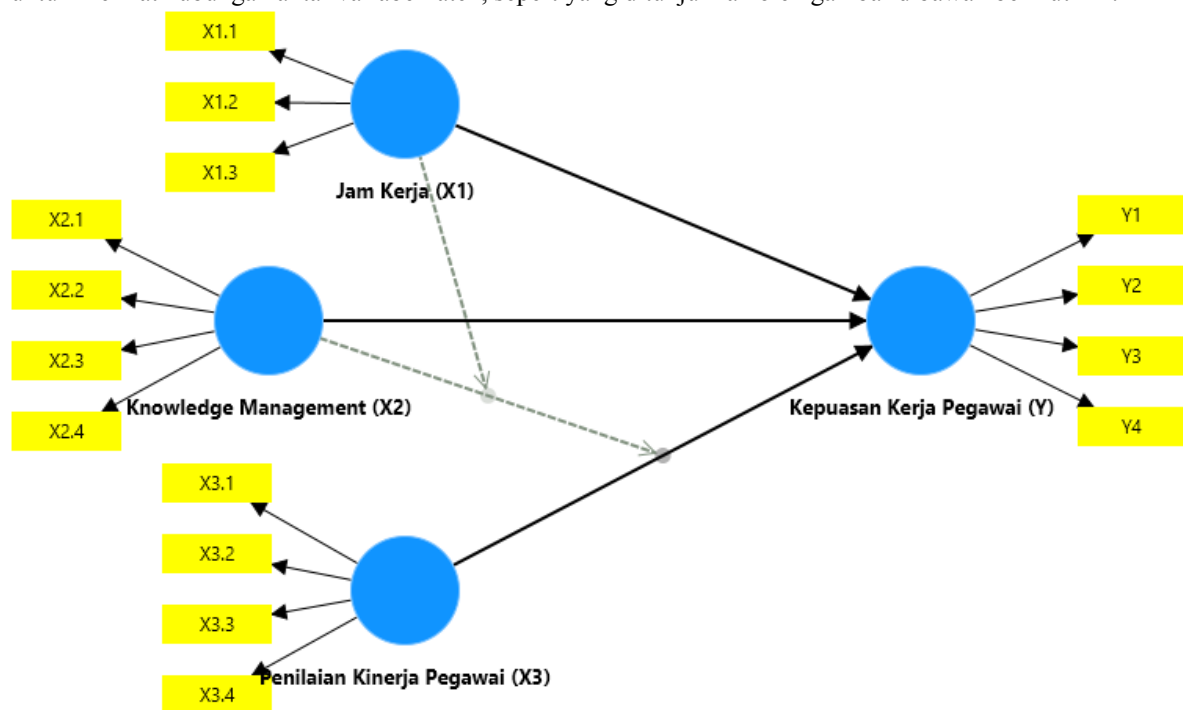 X1.1
X1.2
X1.3
Jam Kerja (X1)
X2.1
X2.2
X2.3
X2.4
Knowledge Management (X2)
X3.1
X3.2
X3.3
X3.4
Penilaian Kinerja Pegawai (X3)
Y1
Y2
Y3
Y4
Kepuasan Kerja Pegawai (Y)